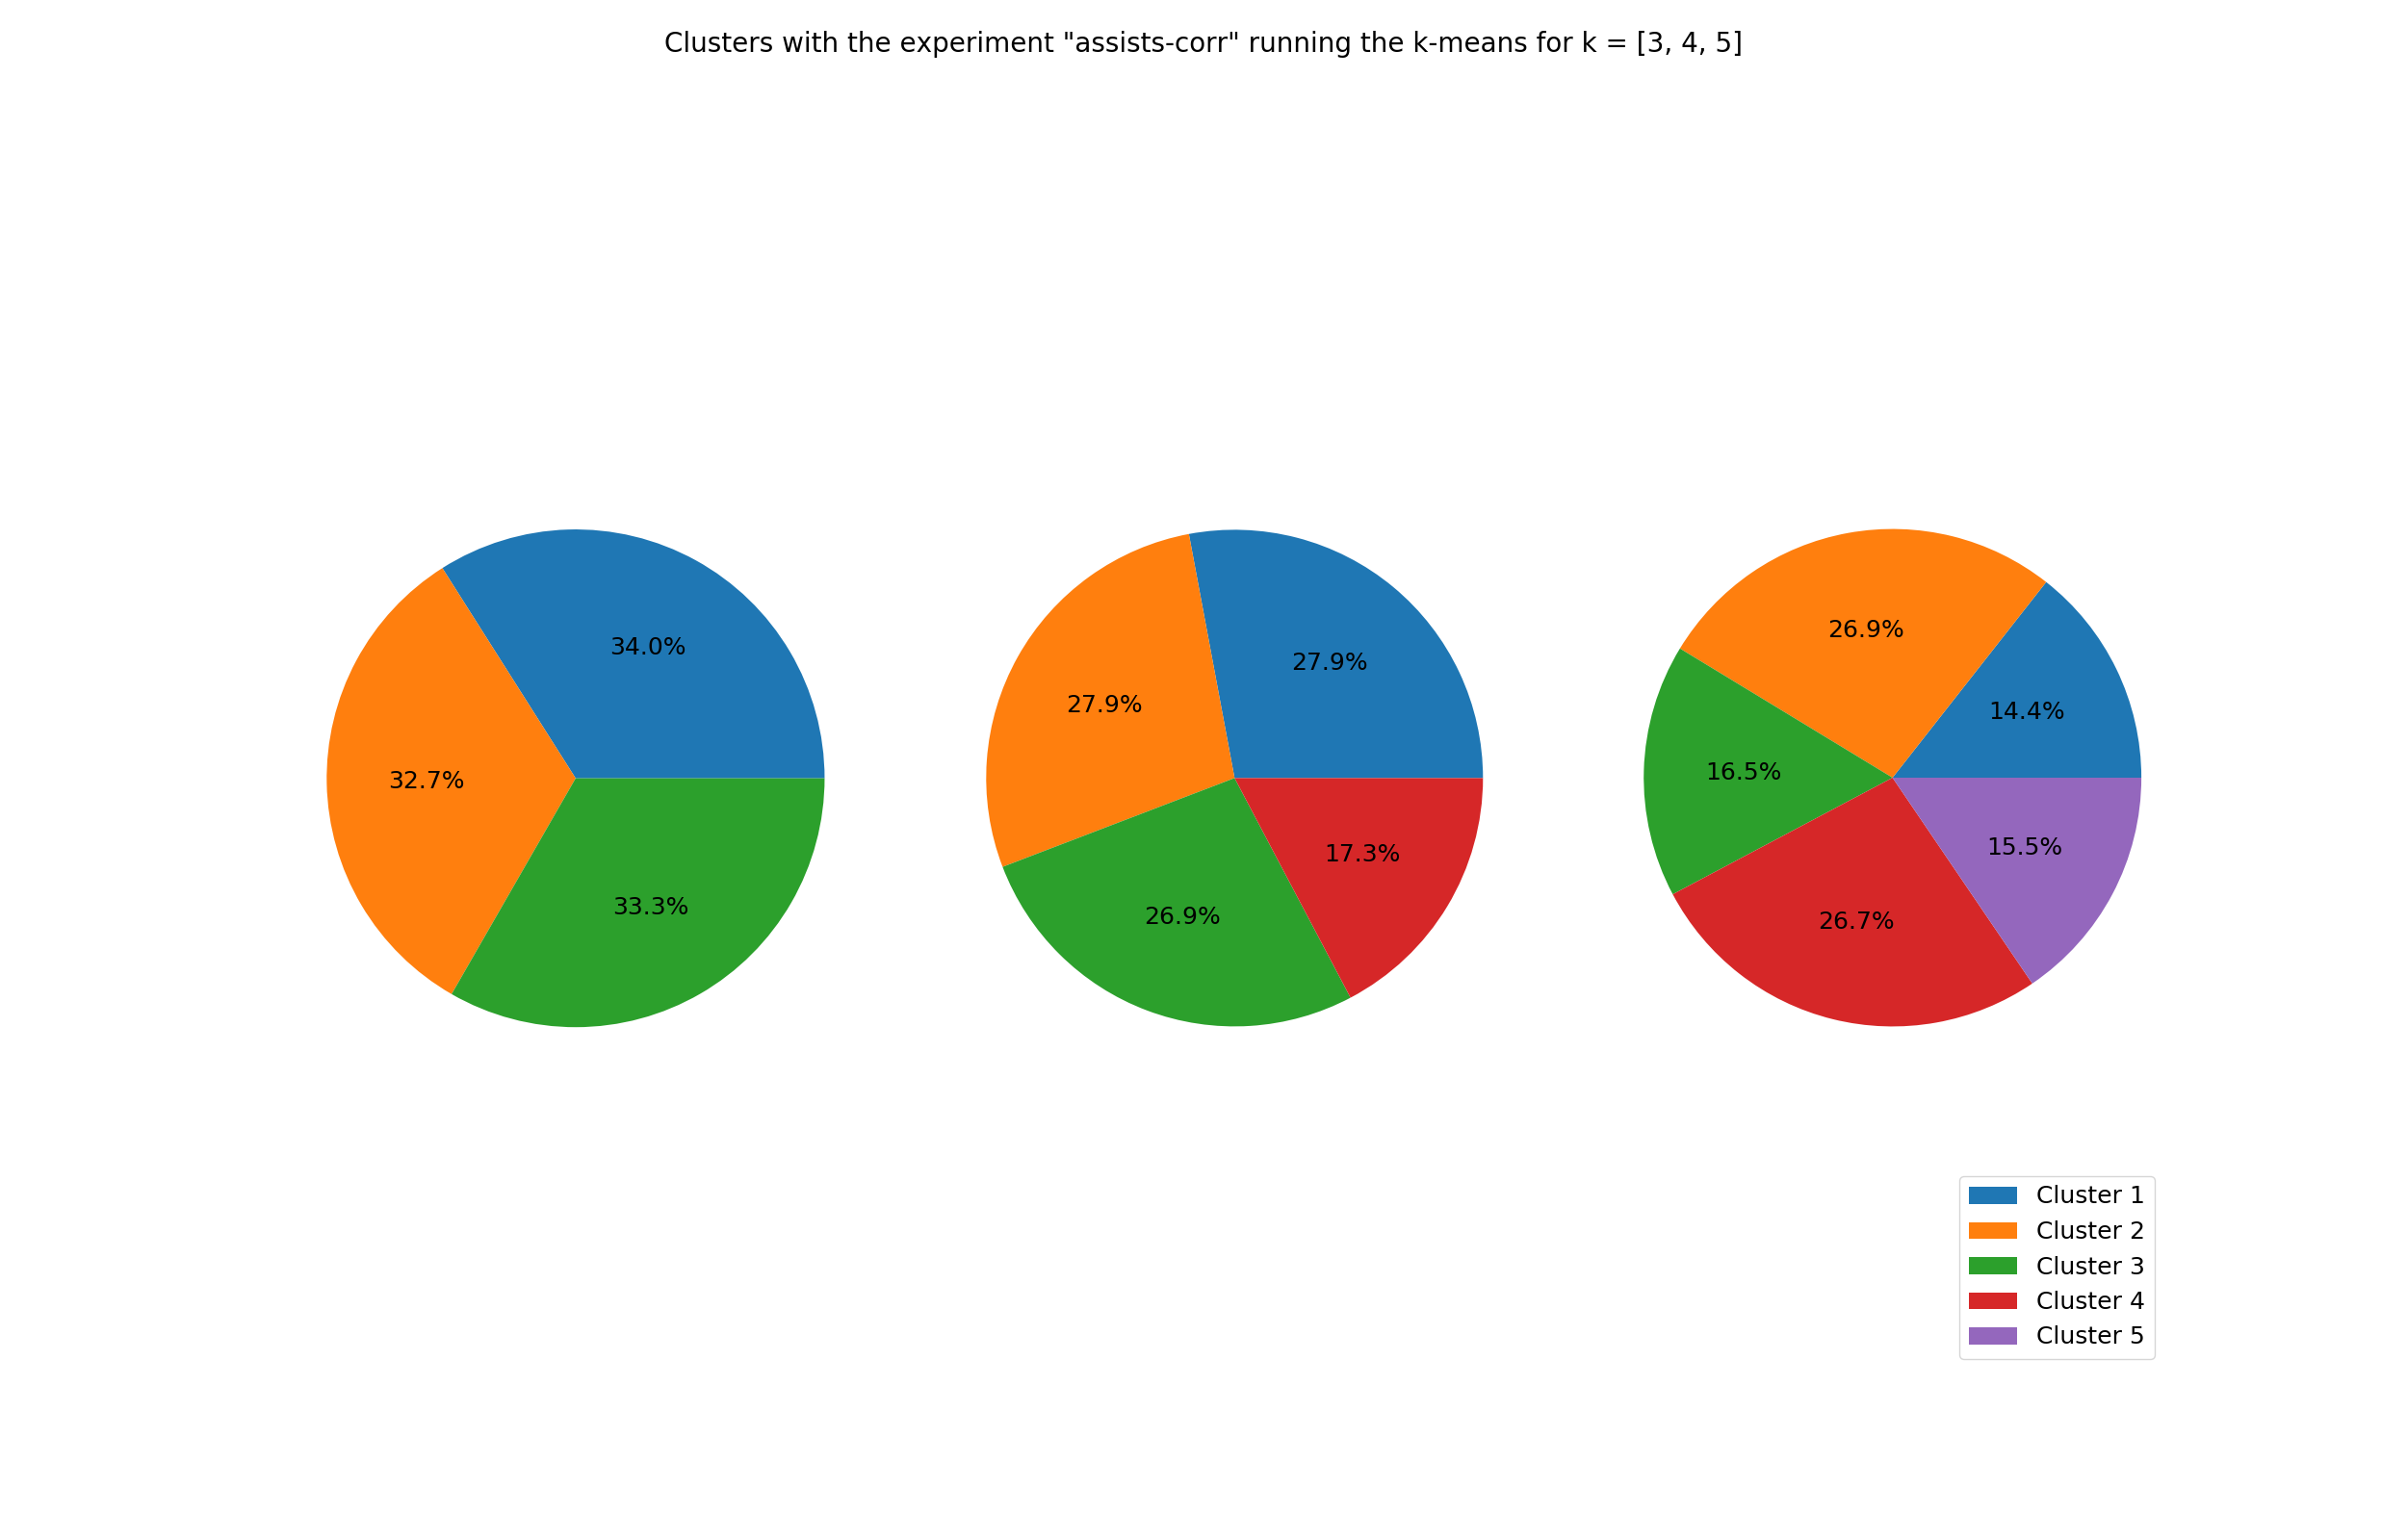 Clusters with the experiment "assists-corr" running the k-means for k = [3, 4, 5]
34.0%
32.7%
33.3%
27.9%
27.9%
26.9%
17.3%
14.4%
26.9%
16.5%
26.7%
15.5%
Cluster 1
Cluster 2
Cluster 3
Cluster 4
Cluster 5